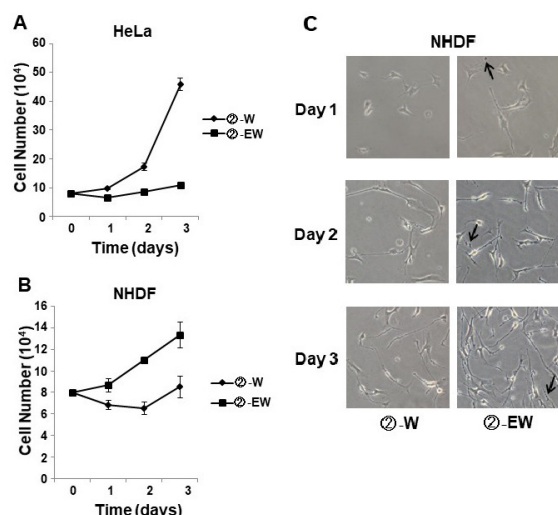 A
HeLa
Cell Number (10⁴)
60
50
40
30
20
10
0
0 1 2 3
Time (days)
②-W
②-EW
B
NHDF
Cell Number (10⁴)
16
14
12
10
8
6
4
2
0
0 1 2 3
Time (days)
②-W
②-EW
C
NHDF
Day 1
Day 2
Day 3
②-W ②-EW